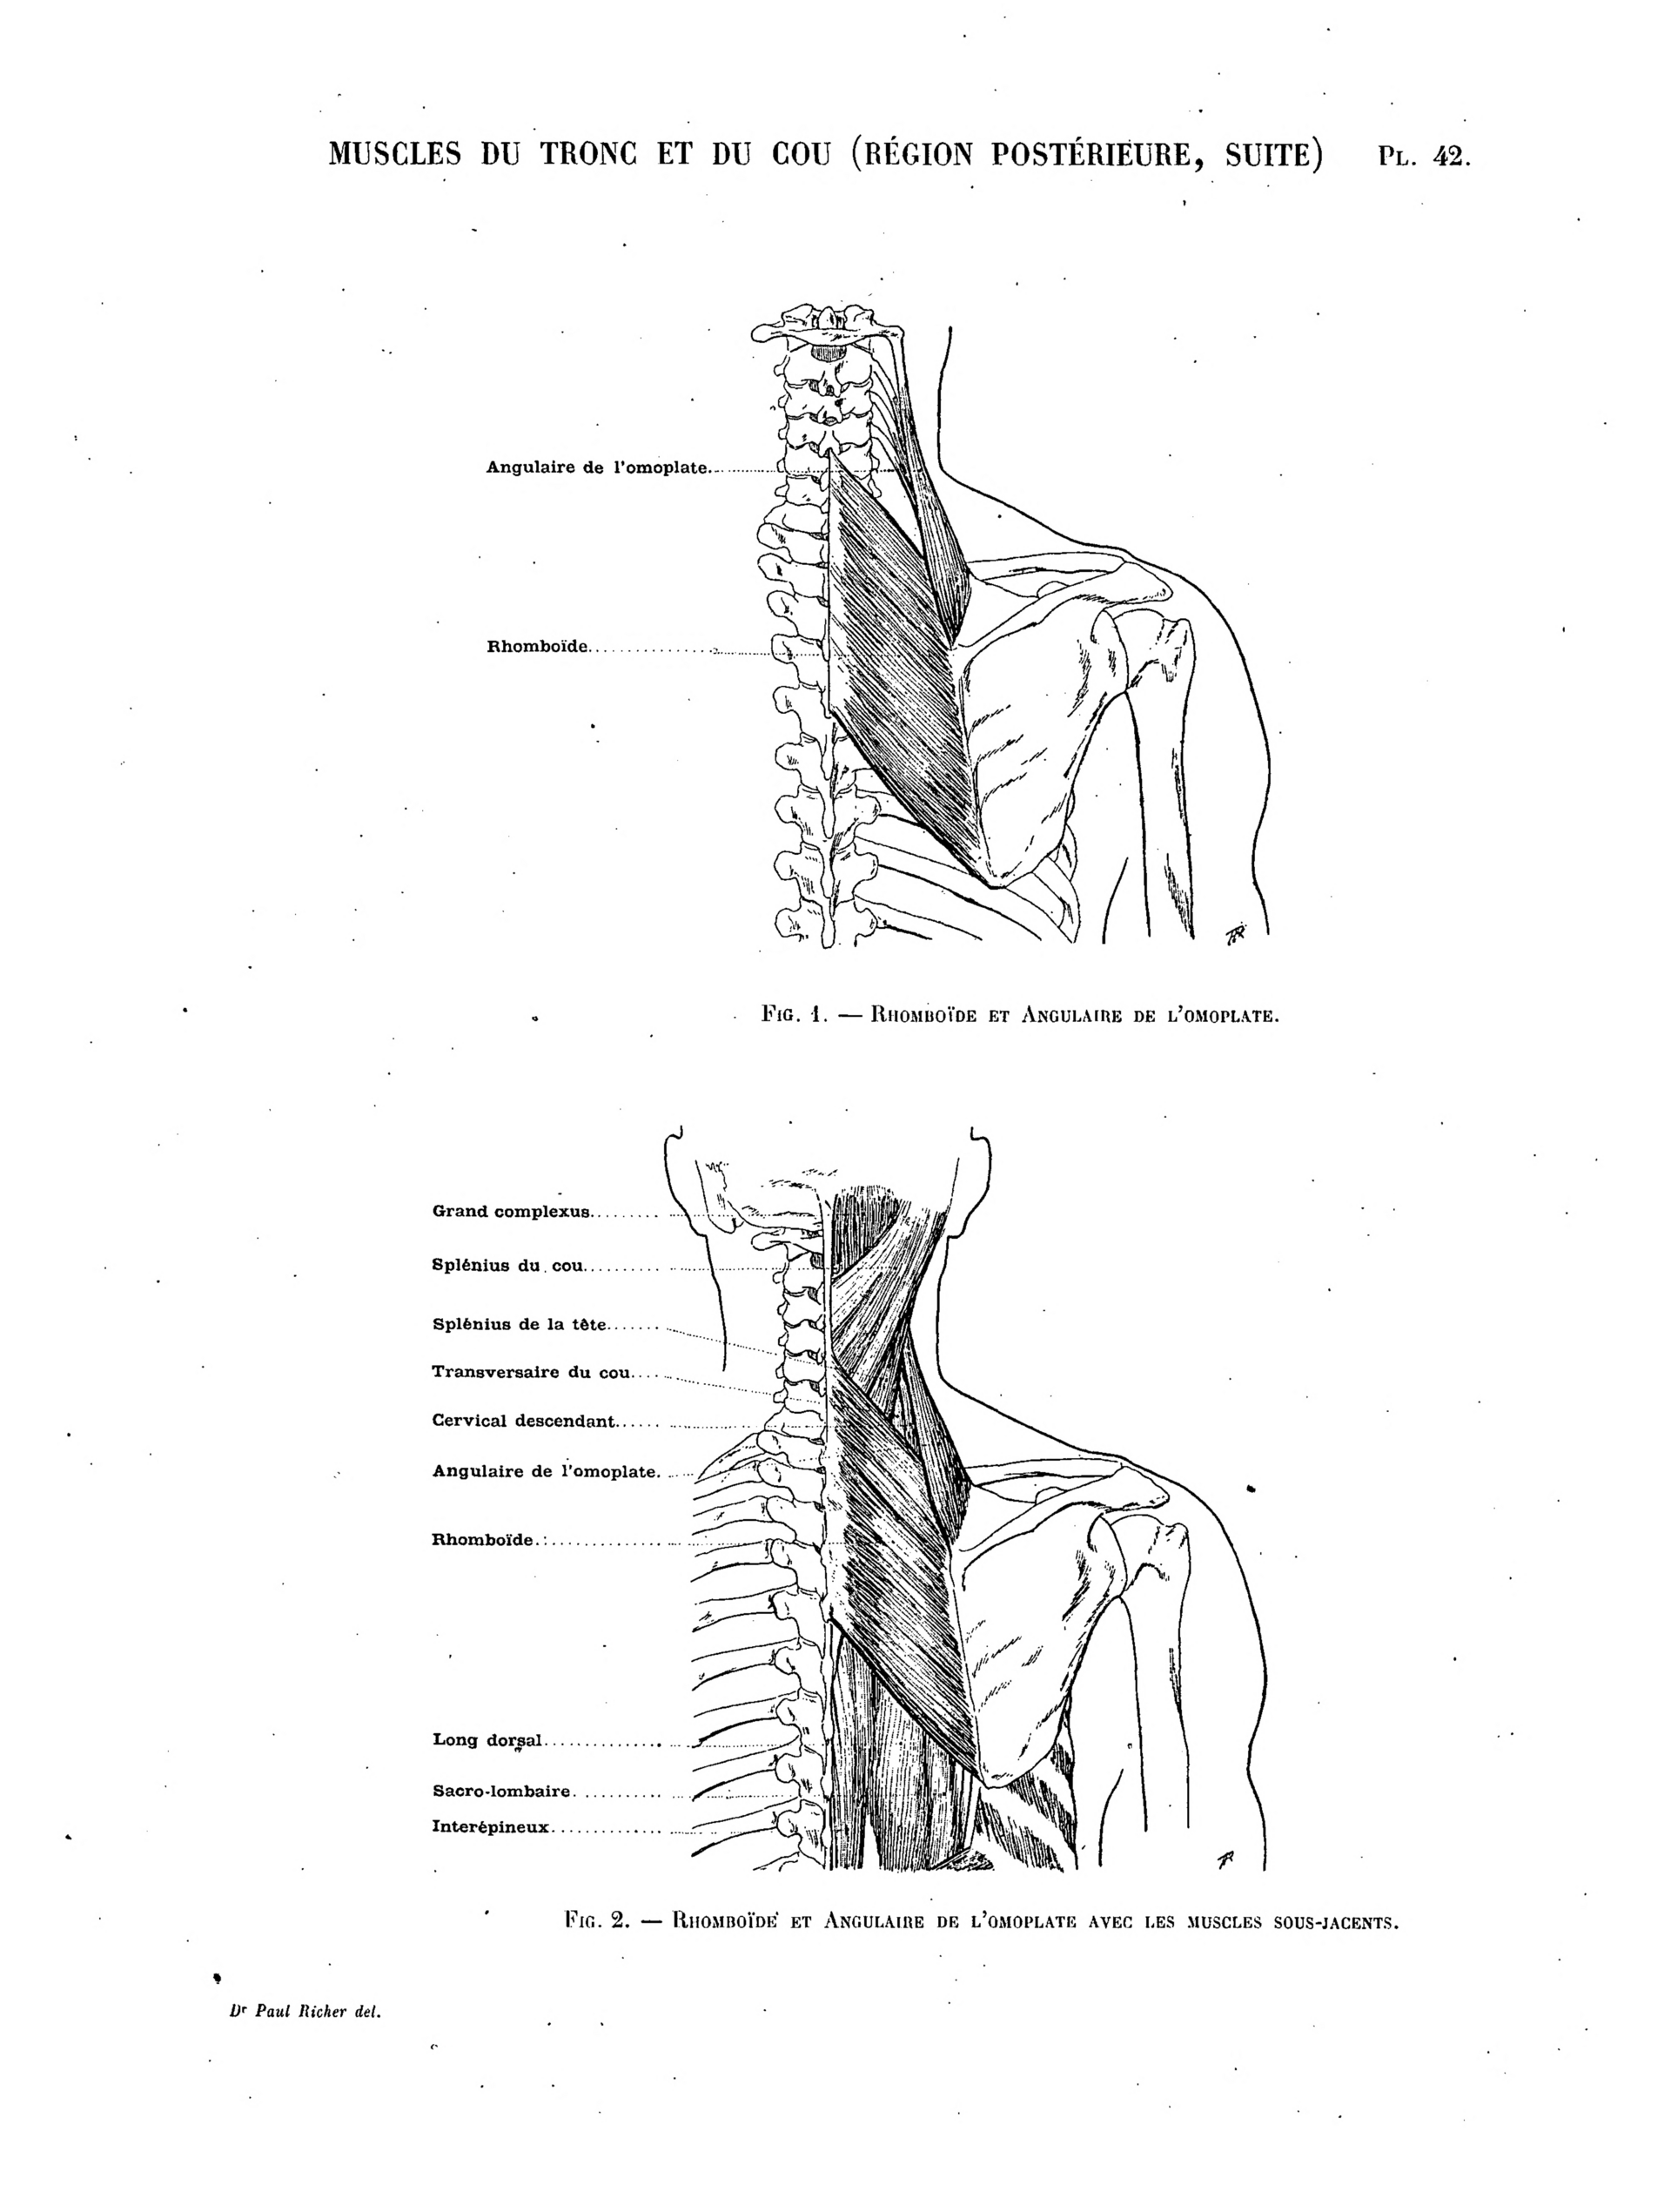 MUSCLES DU TRONC ET DU COU (RÉGION POSTÉRIEURE, SUITE) PL. 42.
Angulaire de l'omoplate
Rhomboïde
FIG. 1. — RHOMBOÏDE ET ANGULAIRE DE L'OMOPLATE.
Grand complexus
Splénius du cou
Splénius de la tête
Transversaire du cou
Cervical descendant
Angulaire de l'omoplate
Rhomboïde
Long dorsal
Sacro-lombaire
Interépineux
FIG. 2. — RHOMBOÏDE ET ANGULAIRE DE L'OMOPLATE AVEC LES MUSCLES SOUS-JACENTS.
Dr Paul Richer del.